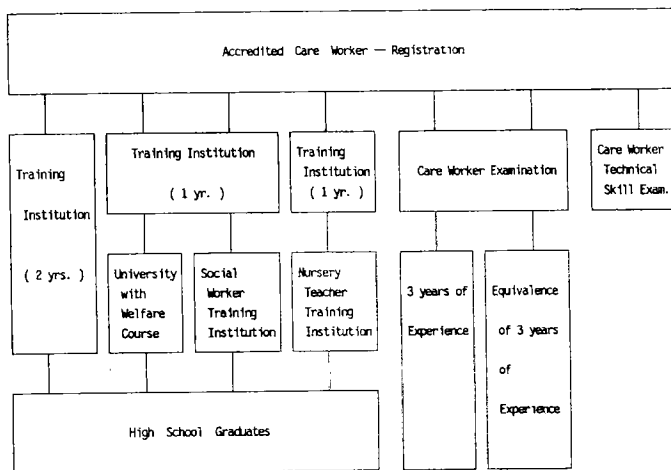 Accredited Care Worker — Registration
Training
Institution
( 2 yrs. )
Training Institution
( 1 yr. )
Training
Institution
( 1 yr. )
Care Worker Examination
Care Worker
Technical
Skill Exam.
University
with
Welfare
Course
Social
Worker
Training
Institution
Nursery
Teacher
Training
Institution
3 years of
Experience
Equivalence
of 3 years
of
Experience
High School Graduates